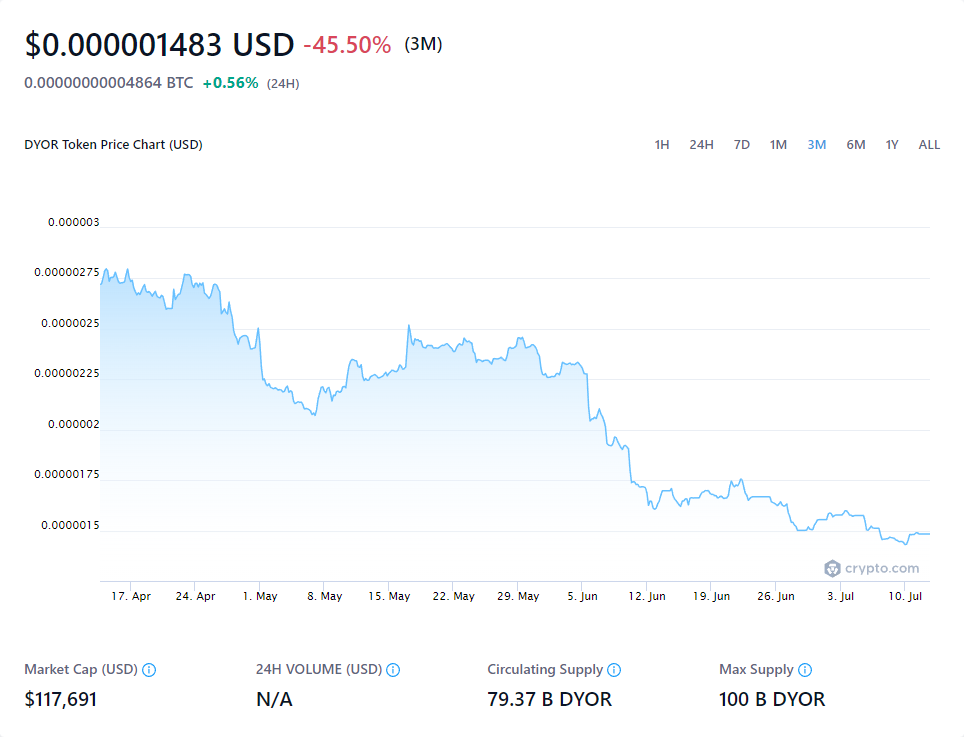 $0.000001483 USD -45.50% (3M)
0.00000000004864 BTC +0.56% (24H)
DYOR Token Price Chart (USD) 1H 24H 7D 1M 3M 6M 1Y ALL
0.000003
0.00000275
0.0000025
0.00000225
0.000002
0.00000175
0.0000015
crypto.com
17. Apr 24. Apr 1. May 8. May 15. May 22. May 29. May 5. Jun 12. Jun 19. Jun 26. Jun 3. Jul 10. Jul
Market Cap (USD) 24H VOLUME (USD) Circulating Supply Max Supply
$117,691 N/A 79.37 B DYOR 100 B DYOR